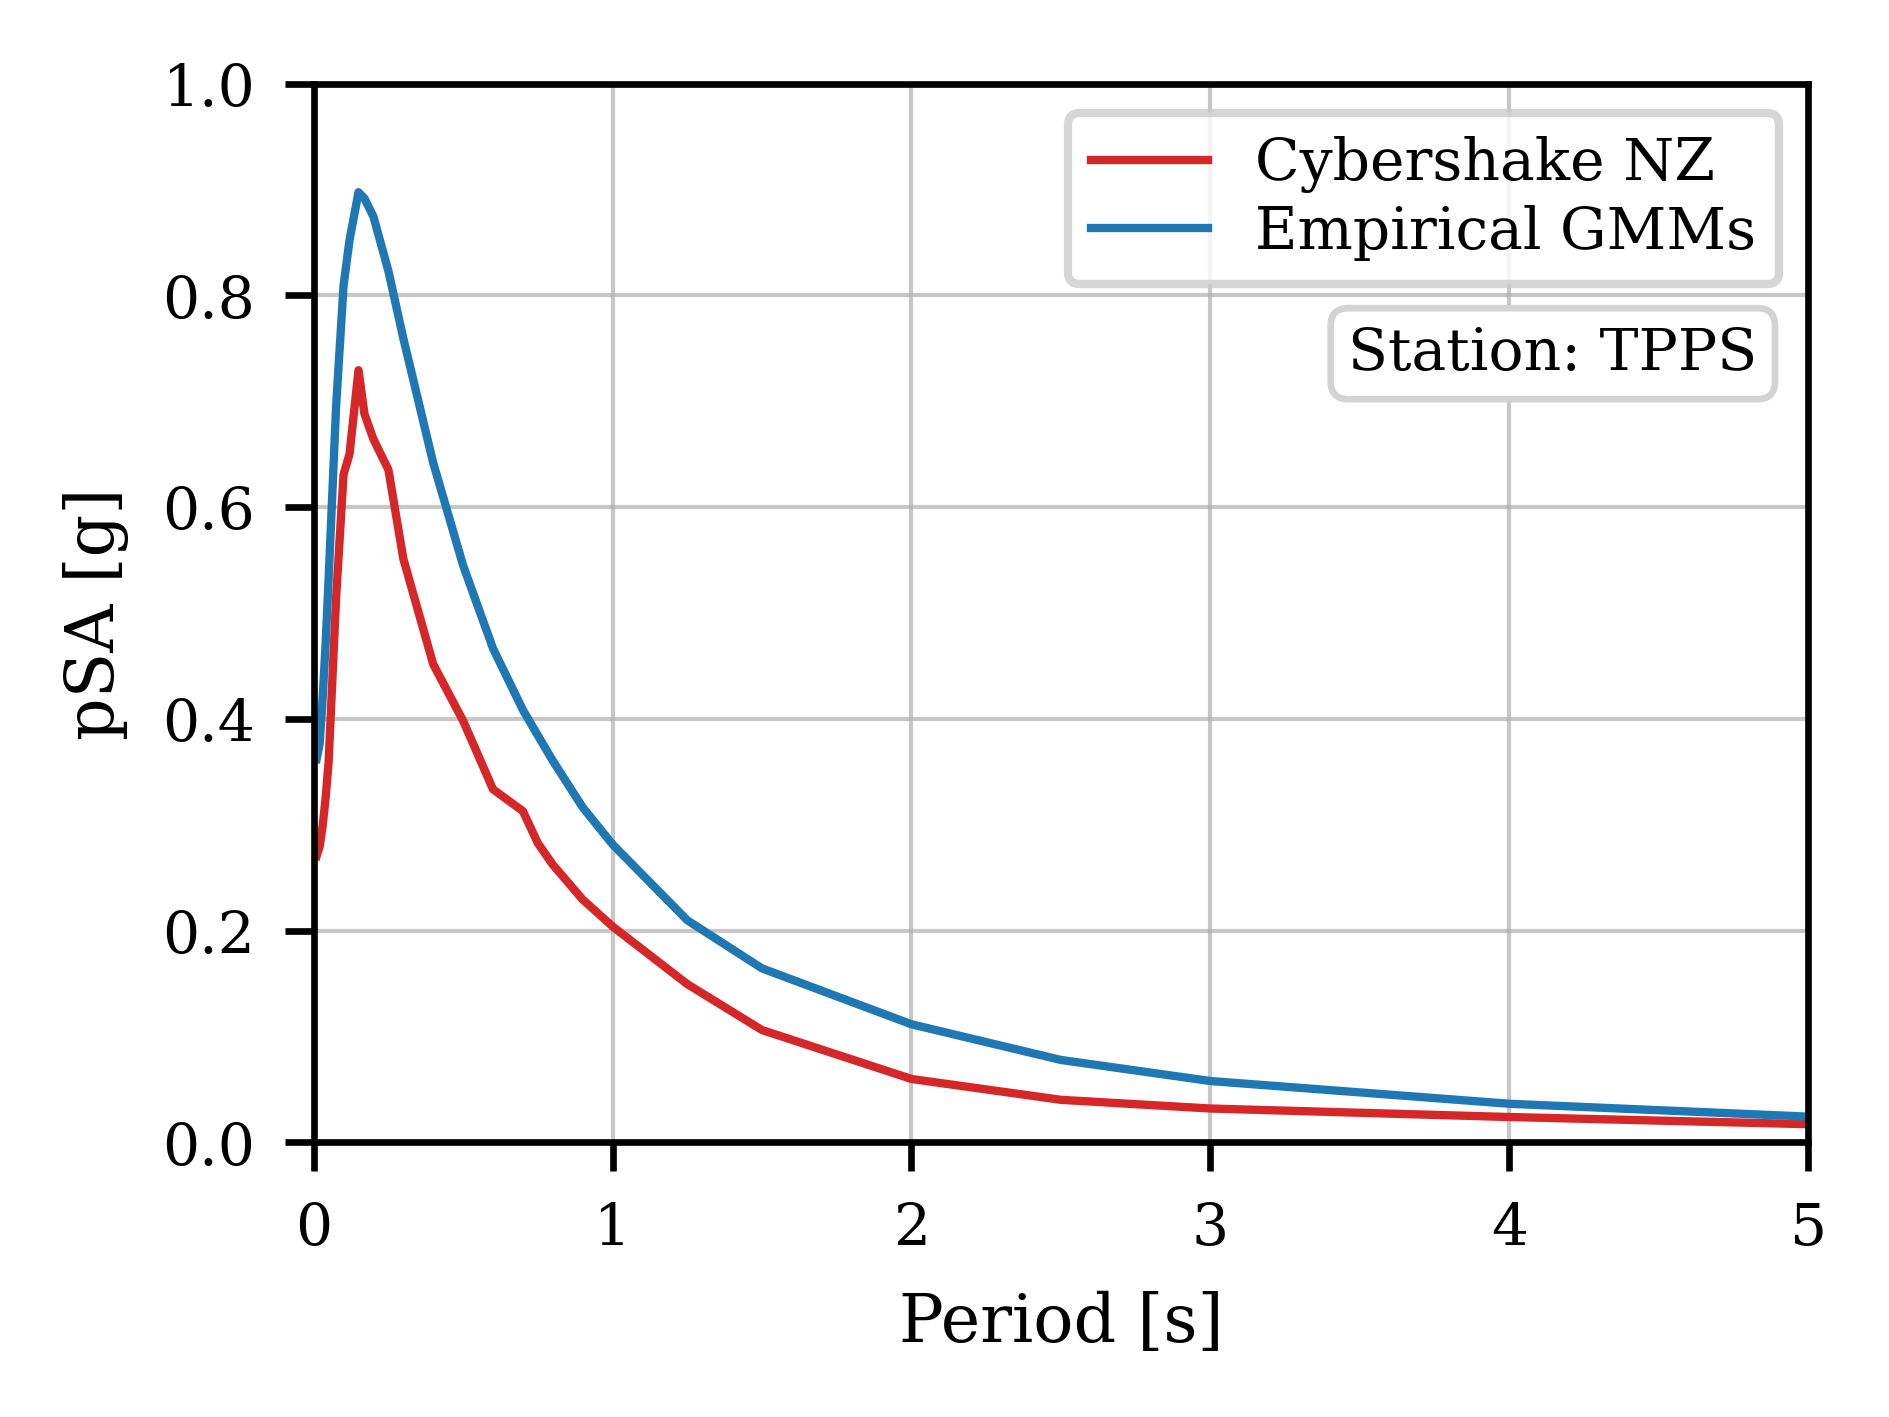 1.0
0.8
0.6
0.4
0.2
0.0
pSA [g]
Cybershake NZ
Empirical GMMs
Station: TPPS
0 1 2 3 4 5
Period [s]